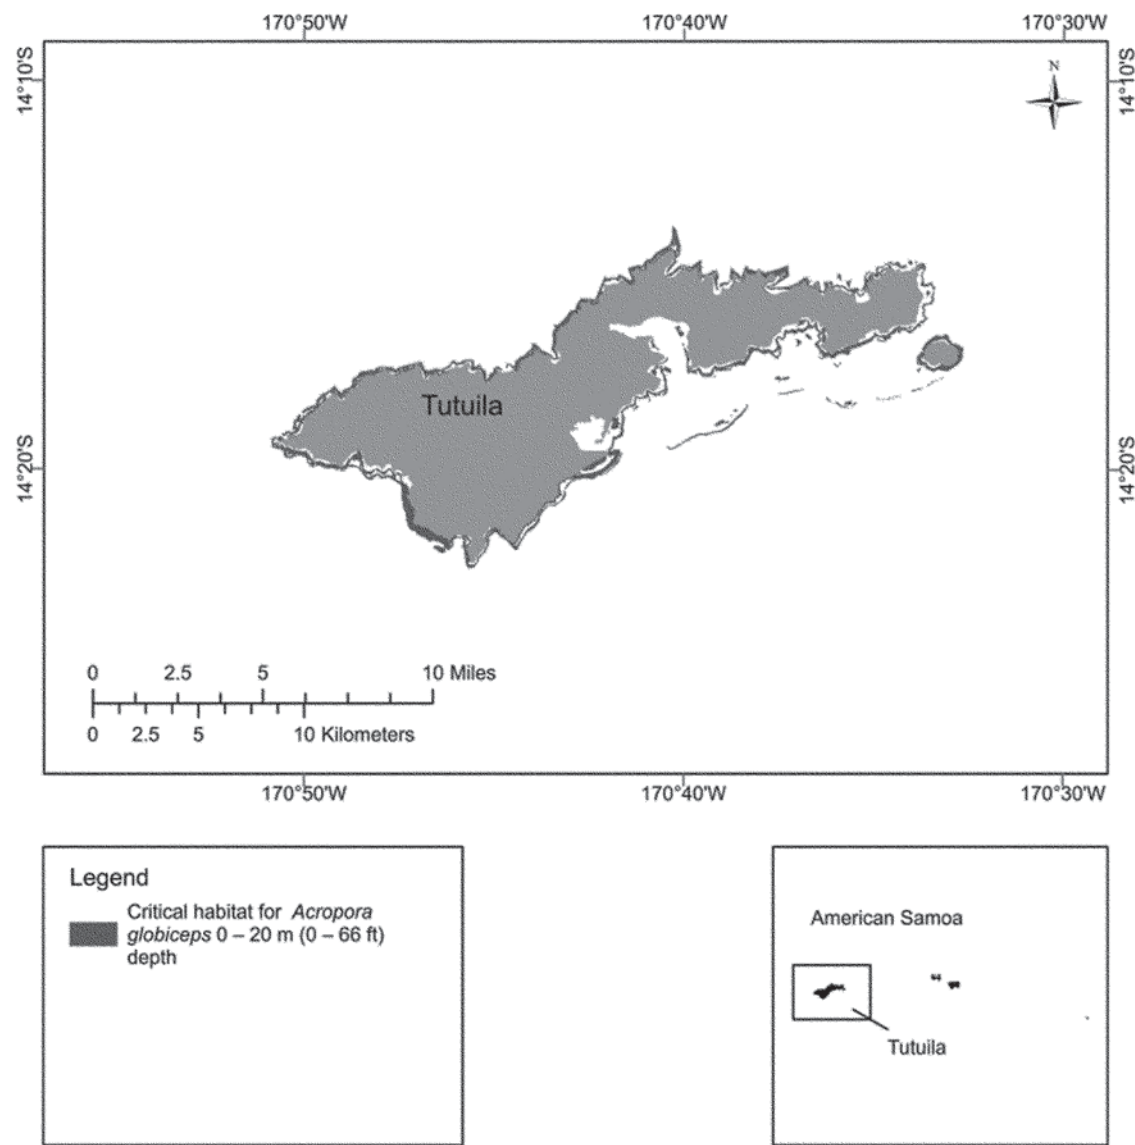 170°50'W 170°40'W 170°30'W
14°10'S 14°10'S
N
Tutuila
14°20'S 14°20'S
0 2.5 5 10 Miles
0 2.5 5 10 Kilometers
170°50'W 170°40'W 170°30'W
Legend
Critical habitat for Acropora
globiceps 0 – 20 m (0 – 66 ft)
depth
American Samoa
Tutuila